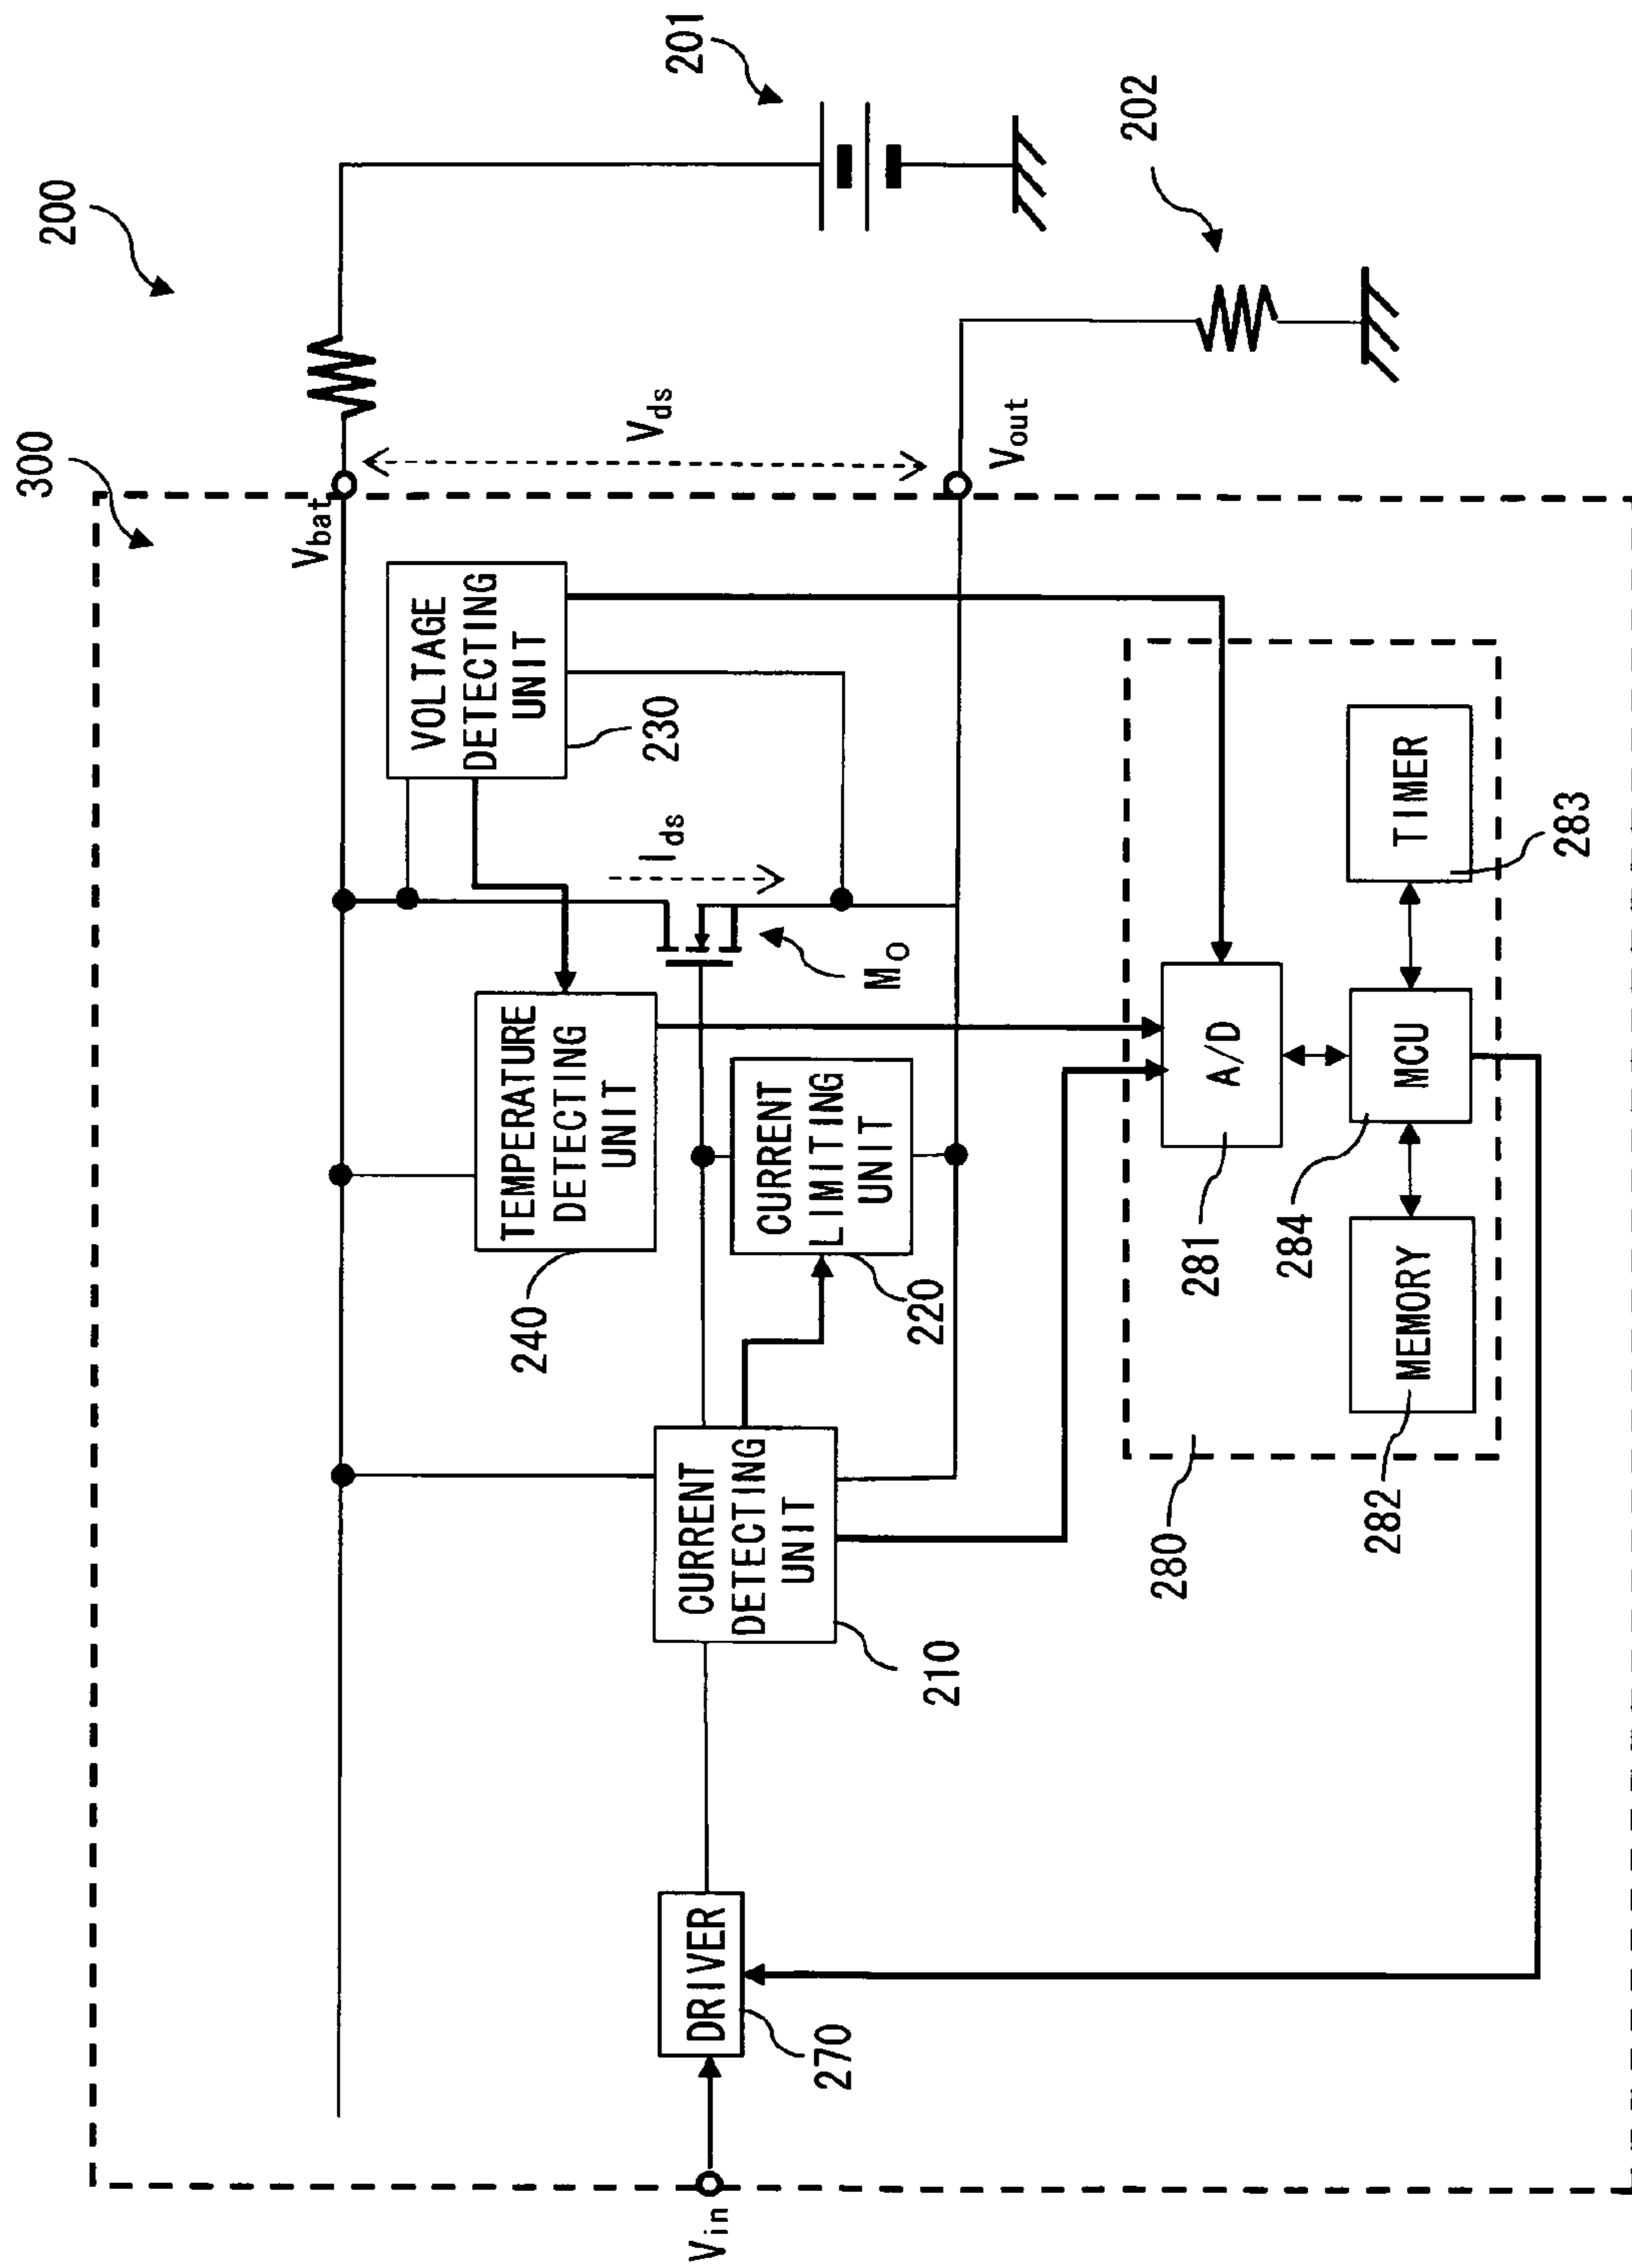 200
300
201
Vbat
Vds
VOLTAGE
DETECTING
UNIT
230
Ids
202
TEMPERATURE
DETECTING
UNIT
240
MO
Vout
CURRENT
LIMITING
UNIT
220
CURRENT
DETECTING
UNIT
210
Vin
DRIVER
270
A/D
281
280
MEMORY
282
MCU
284
TIMER
283